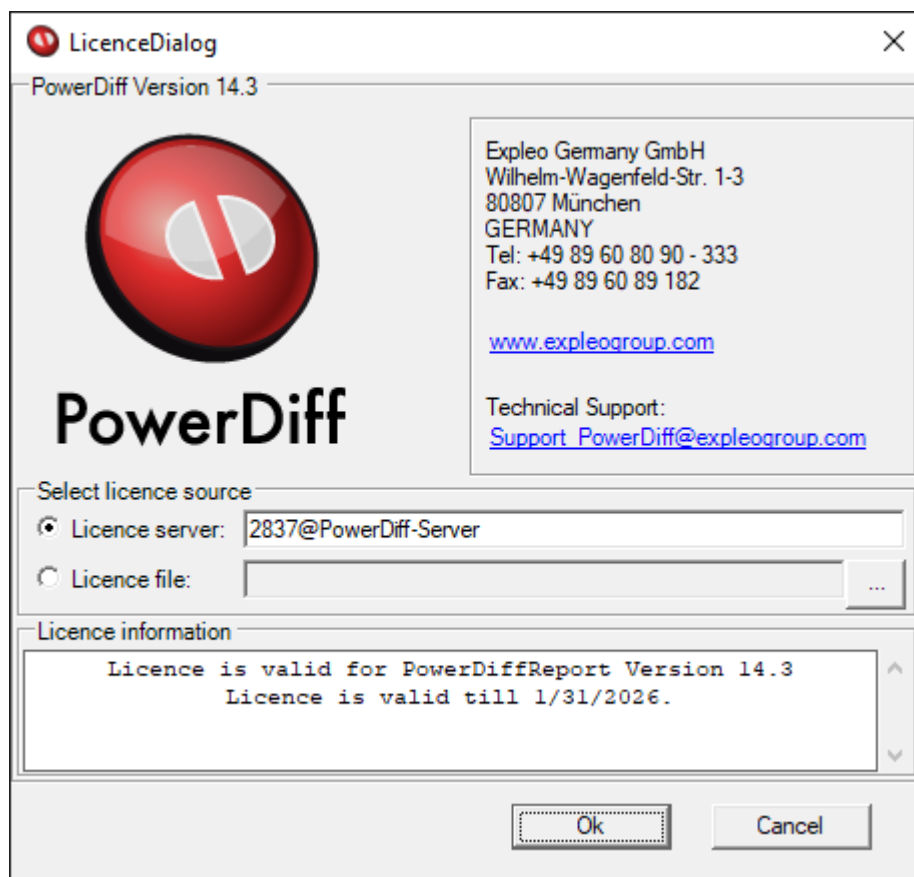 LicenceDialog
PowerDiff Version 14.3
PowerDiff
Expleo Germany GmbH
Wilhelm-Wagenfeld-Str. 1-3
80807 München
GERMANY
Tel: +49 89 60 80 90 - 333
Fax: +49 89 60 89 182
www.expleogroup.com
Technical Support:
Support_PowerDiff@expleogroup.com
Select licence source
Licence server: 2837@PowerDiff-Server
Licence file: ...
Licence information
Licence is valid for PowerDiffReport Version 14.3
Licence is valid till 1/31/2026.
Ok Cancel